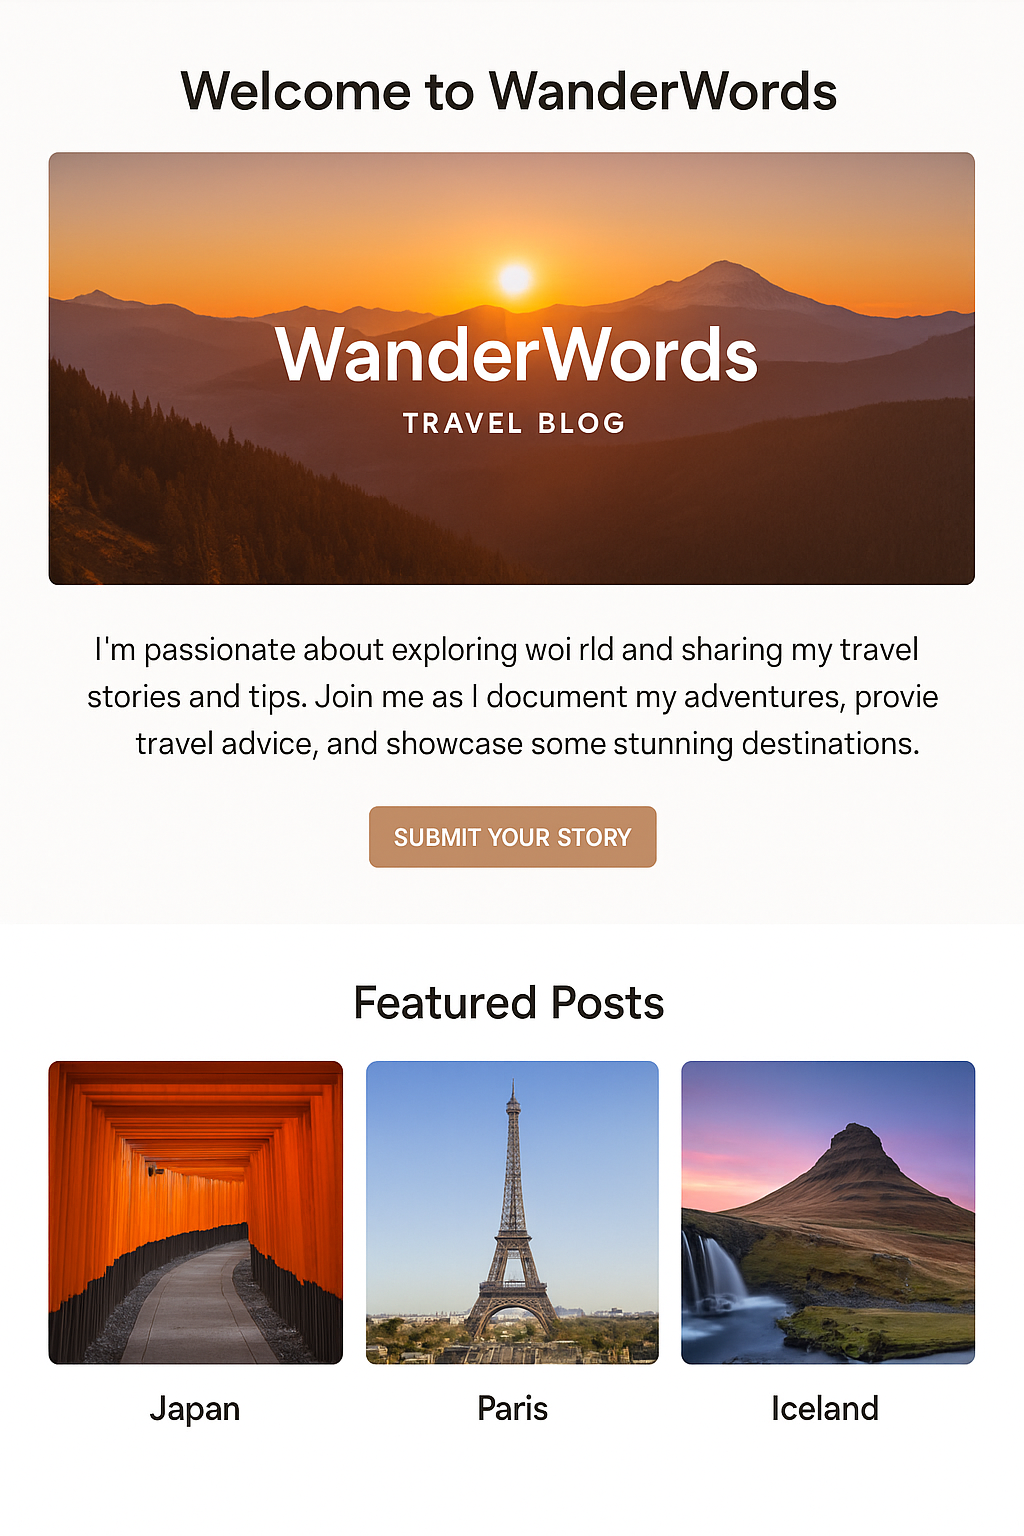 Welcome to WanderWords
WanderWords
TRAVEL BLOG
I'm passionate about exploring woi rld and sharing my travel
stories and tips. Join me as I document my adventures, provie
travel advice, and showcase some stunning destinations.
SUBMIT YOUR STORY
Featured Posts
Japan
Paris
Iceland